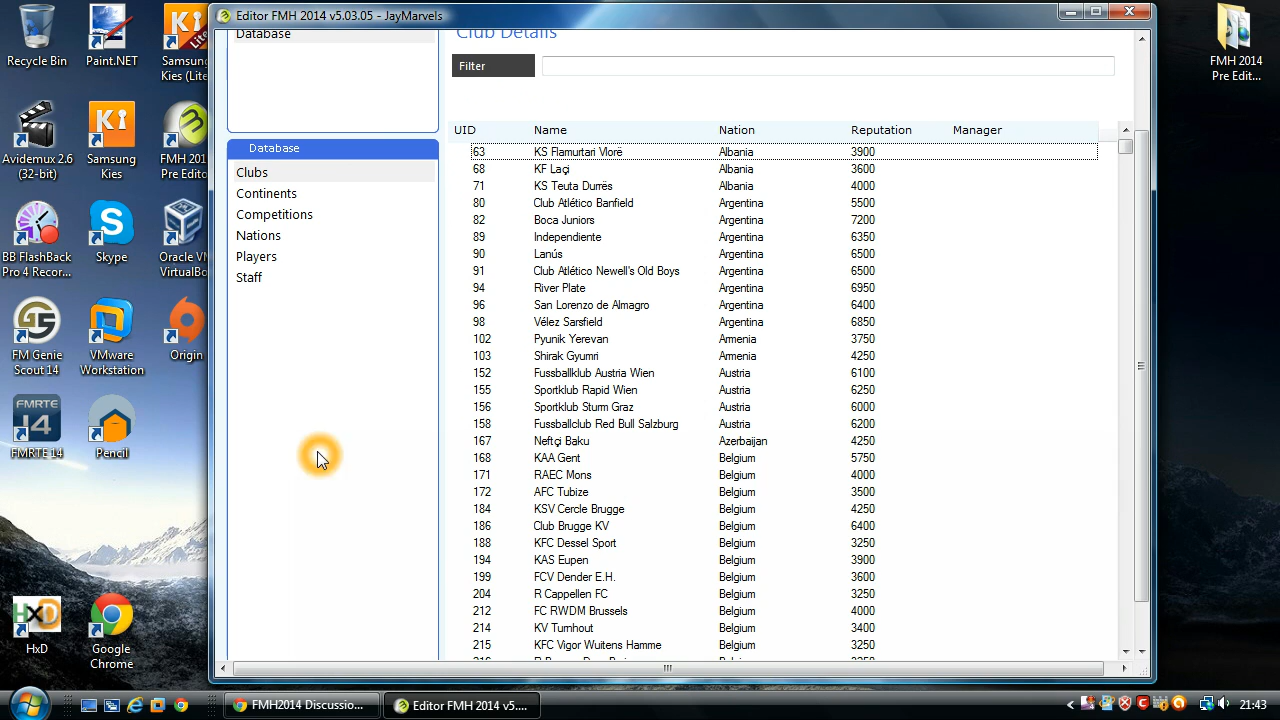 Editor FMH 2014 v5.03.05 - JayMarvels
Database
Club Details
Filter
UID Name Nation Reputation Manager
63 KS Flamurtari Vlorë Albania 3900
68 KF Laçi Albania 3600
71 KS Teuta Durrës Albania 4000
80 Club Atlético Banfield Argentina 5500
82 Boca Juniors Argentina 7200
89 Independiente Argentina 6350
90 Lanús Argentina 6500
91 Club Atlético Newell's Old Boys Argentina 6500
94 River Plate Argentina 6950
96 San Lorenzo de Almagro Argentina 6400
98 Vélez Sarsfield Argentina 6850
102 Pyunik Yerevan Armenia 3750
103 Shirak Gyumri Armenia 4250
152 Fussballklub Austria Wien Austria 6100
155 Sportklub Rapid Wien Austria 6250
156 Sportklub Sturm Graz Austria 6000
158 Fussballclub Red Bull Salzburg Austria 6200
167 Neftçi Baku Azerbaijan 4250
168 KAA Gent Belgium 5750
171 RAEC Mons Belgium 4000
172 AFC Tubize Belgium 3500
184 KSV Cercle Brugge Belgium 4250
186 Club Brugge KV Belgium 6400
188 KFC Dessel Sport Belgium 3250
194 KAS Eupen Belgium 3900
199 FCV Dender E.H. Belgium 3600
204 R Cappellen FC Belgium 3250
212 FC RWDM Brussels Belgium 4000
214 KV Turnhout Belgium 3400
215 KFC Vigor Wuitens Hamme Belgium 3250
Database
Clubs
Continents
Competitions
Nations
Players
Staff
Recycle Bin
Paint.NET
Samsung
Kies (Lite
Avidemux 2.6
(32-bit)
Samsung
Kies
FMH 201
Pre Edito
BB FlashBack
Pro 4 Recor...
Skype
Oracle VM
VirtualBo
FM Genie
Scout 14
VMware
Workstation
Origin
FMRTE
14
FMRTE 14
Pencil
HxD
HxD
Google
Chrome
FMH 2014
Pre Edit...
FMH2014 Discussio...
Editor FMH 2014 v5....
21:43